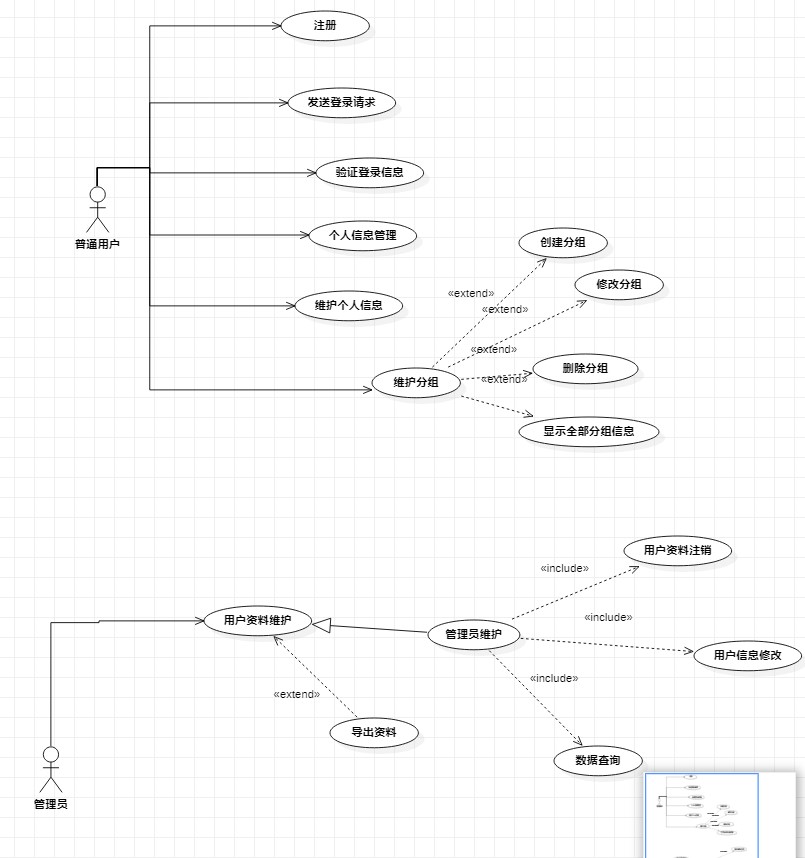 注册
发送登录请求
验证登录信息
普通用户
个人信息管理
创建分组
修改分组
«extend»
«extend»
维护个人信息
«extend»
删除分组
«extend»
维护分组
显示全部分组信息
用户资料注销
«include»
«include»
用户资料维护
管理员维护
用户信息修改
«include»
«extend»
导出资料
数据查询
管理员